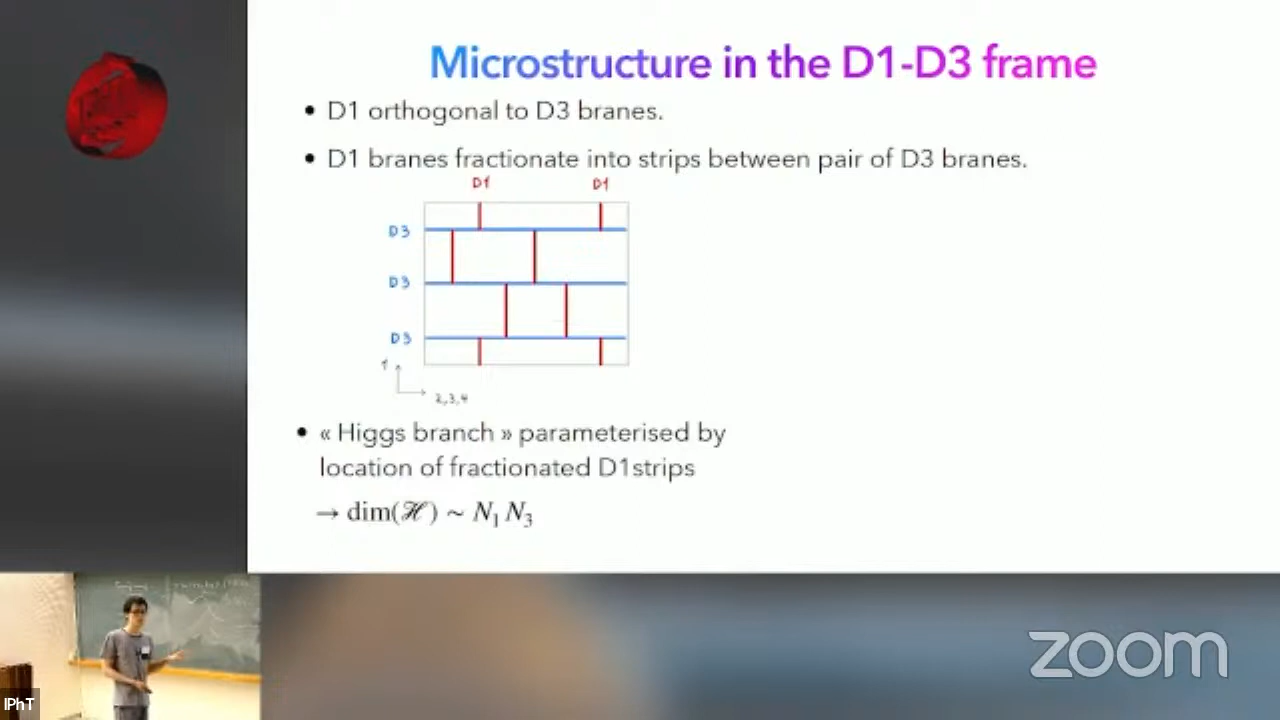 Microstructure in the D1-D3 frame
• D1 orthogonal to D3 branes.
• D1 branes fractionate into strips between pair of D3 branes.
D1 D1
D3
D3
D3
1
2,3,4
• « Higgs branch » parameterised by
location of fractionated D1strips
→ dim(ℋ) ~ N₁ N₃
zoom
IPhT